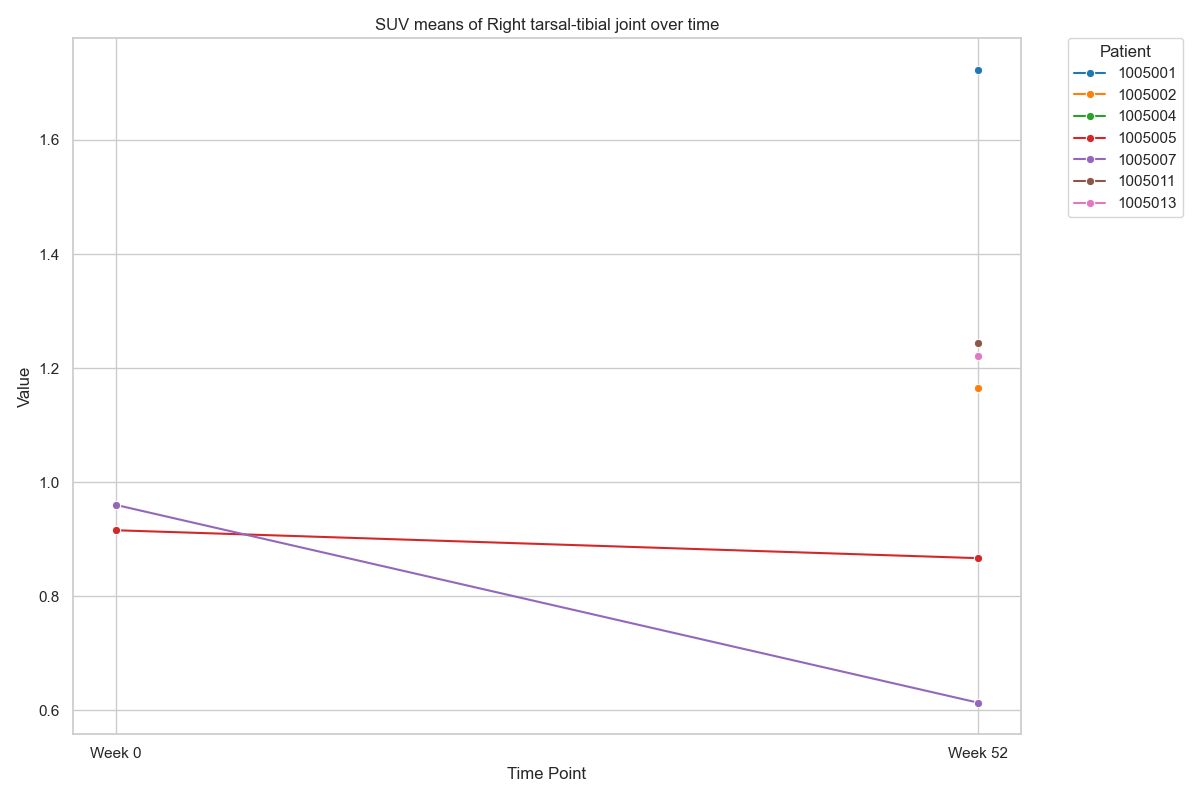 SUV means of Right tarsal-tibial joint over time
Patient
1005001
1005002
1005004
1005005
1005007
1005011
1005013
Value
1.6
1.4
1.2
1.0
0.8
0.6
Week 0
Week 52
Time Point